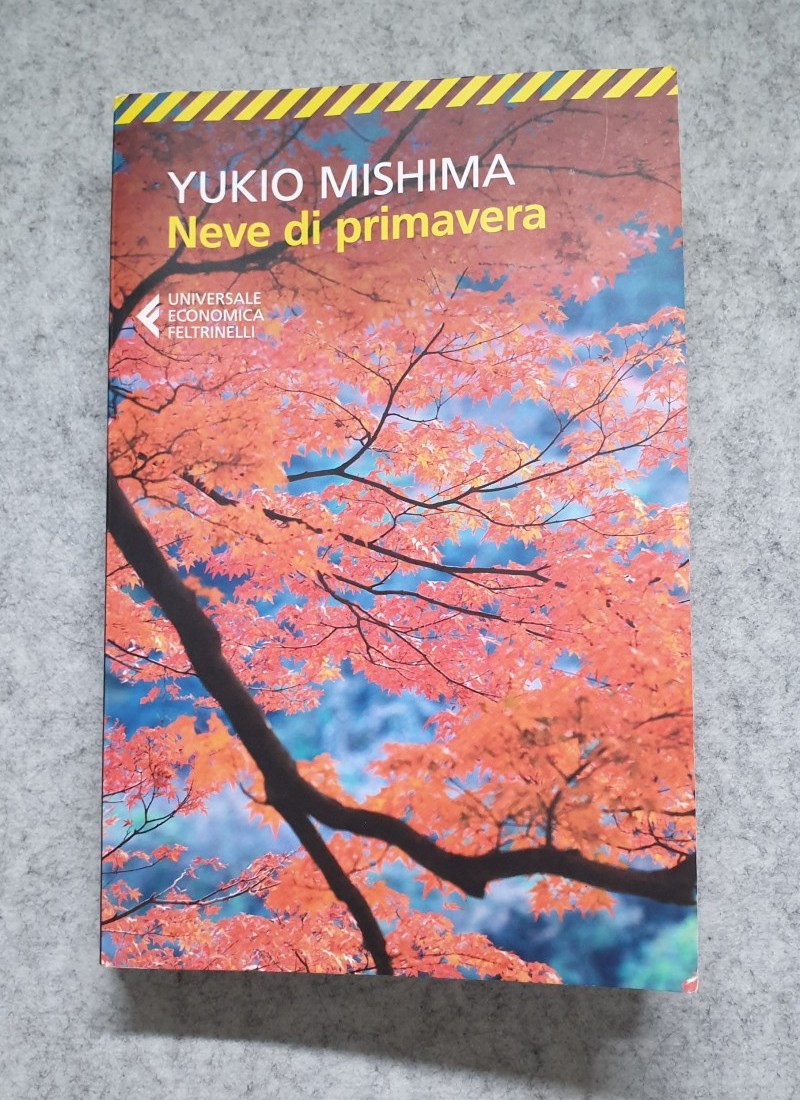 YUKIO MISHIMA
Neve di primavera
UNIVERSALE
ECONOMICA
FELTRINELLI